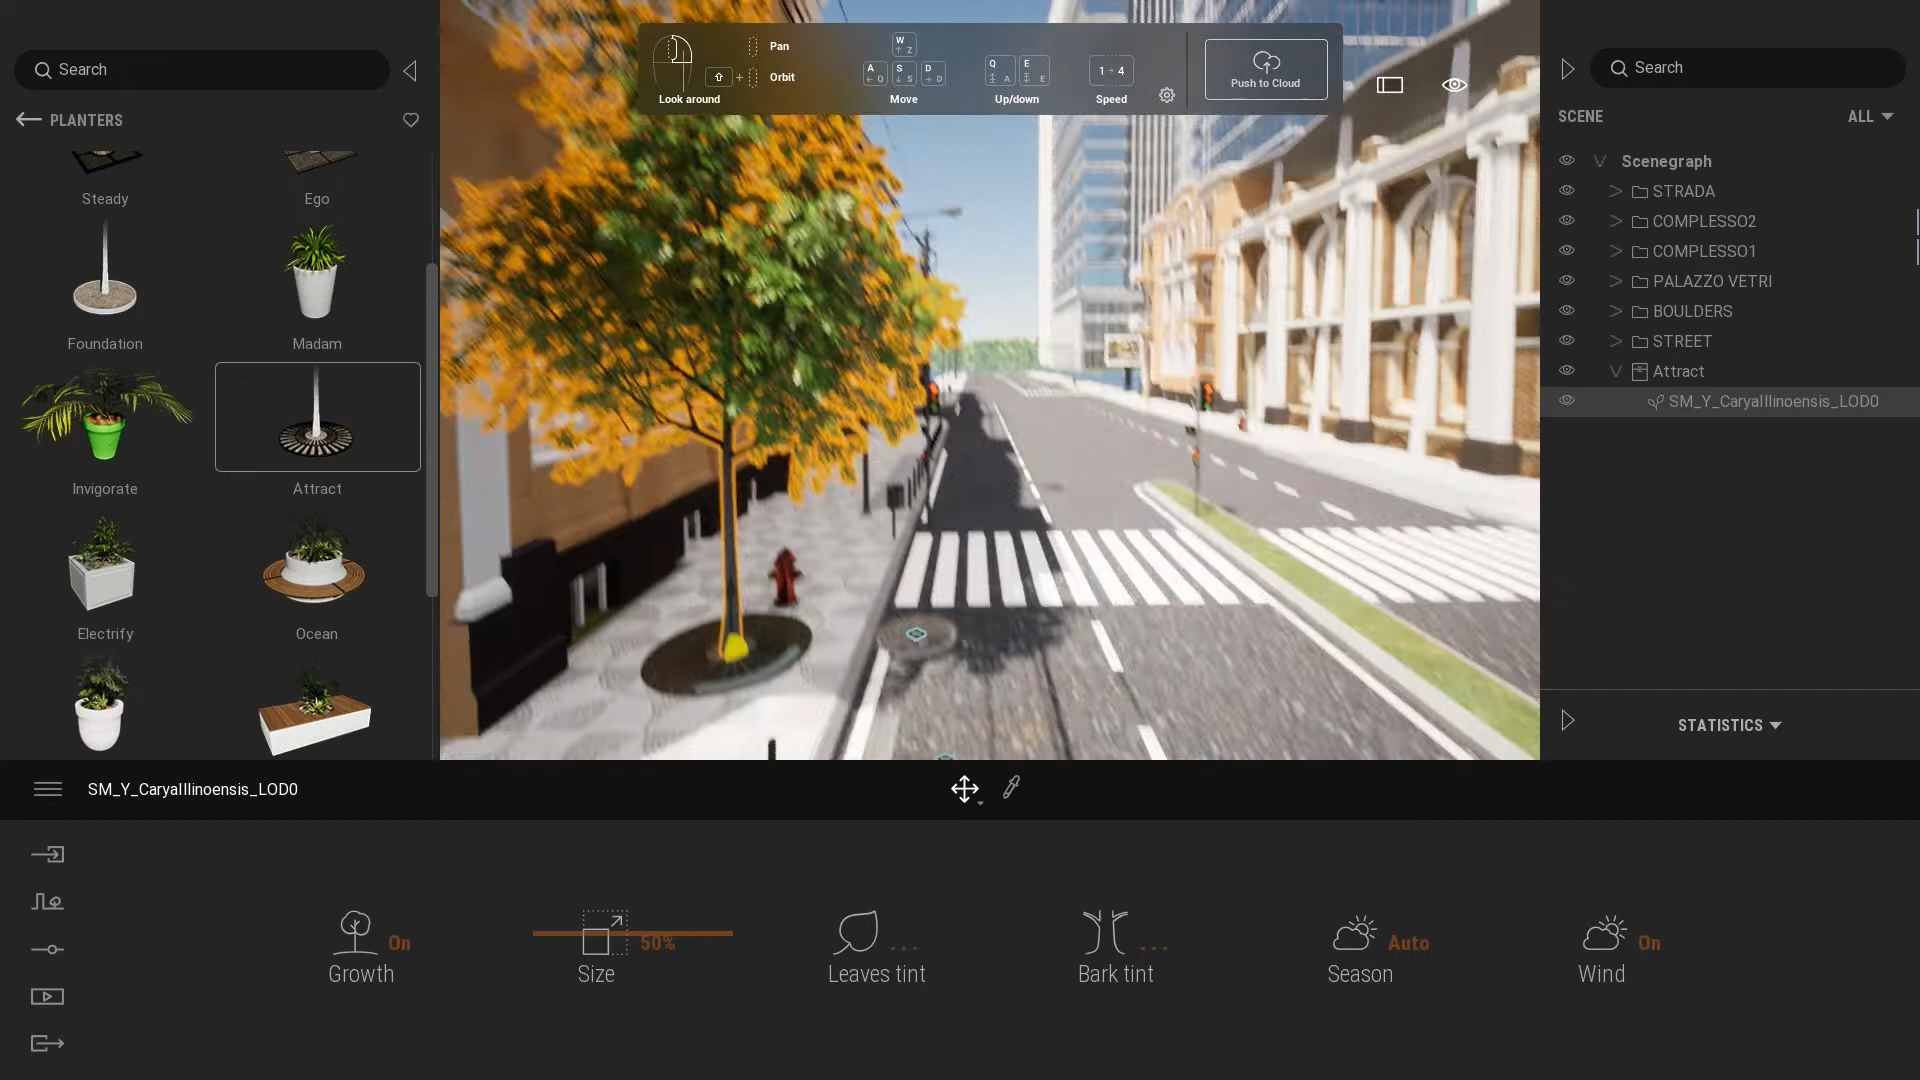 Search
PLANTERS
Steady
Ego
Foundation
Madam
Invigorate
Attract
Electrify
Ocean
Pan
Orbit
Look around
W
Z
A
Q
S
S
D
D
Move
Q
A
E
E
Up/down
1 → 4
Speed
Push to Cloud
Search
SCENE
ALL
Scenegraph
STRADA
COMPLESSO2
COMPLESSO1
PALAZZO VETRI
BOULDERS
STREET
Attract
SM_Y_CaryaIllinoensis_LOD0
STATISTICS
SM_Y_CaryaIllinoensis_LOD0
On
Growth
50%
Size
...
Leaves tint
...
Bark tint
Auto
Season
On
Wind